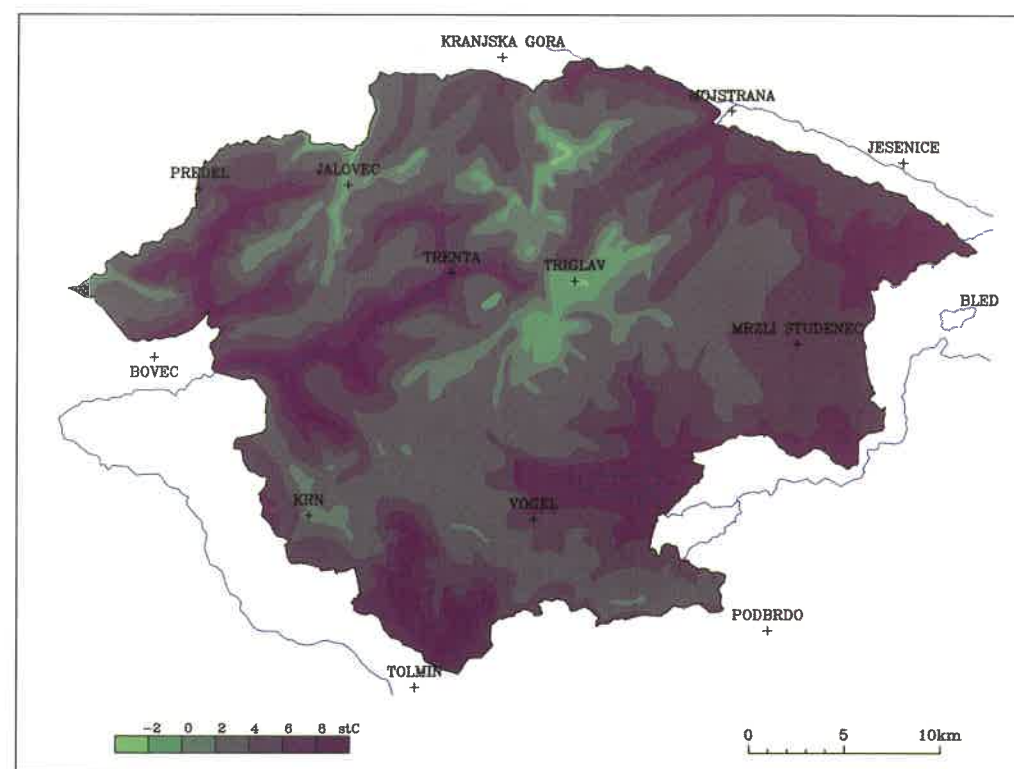 KRANJSKA GORA
MOJSTRANA
JESENICE
PREDEL
JALOVEC
TRENTA
TRIGLAV
BLED
MRZLI STUDENEC
BOVEC
KRN
VOGEL
PODBRDO
TOLMIN
-2 0 2 4 6 8 stC
0 5 10km